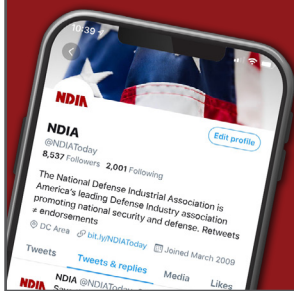 10:39
NDIA
Edit profile
NDIA
@NDIAToday
8,537 Followers 2,001 Following
The National Defense Industrial Association is
America's leading Defense Industry association
promoting national security and defense. Retweets
≠ endorsements
DC Area bit.ly/NDIAToday Joined March 2009
Tweets Tweets & replies Media Likes
NDIA NDIA @NDIAToday